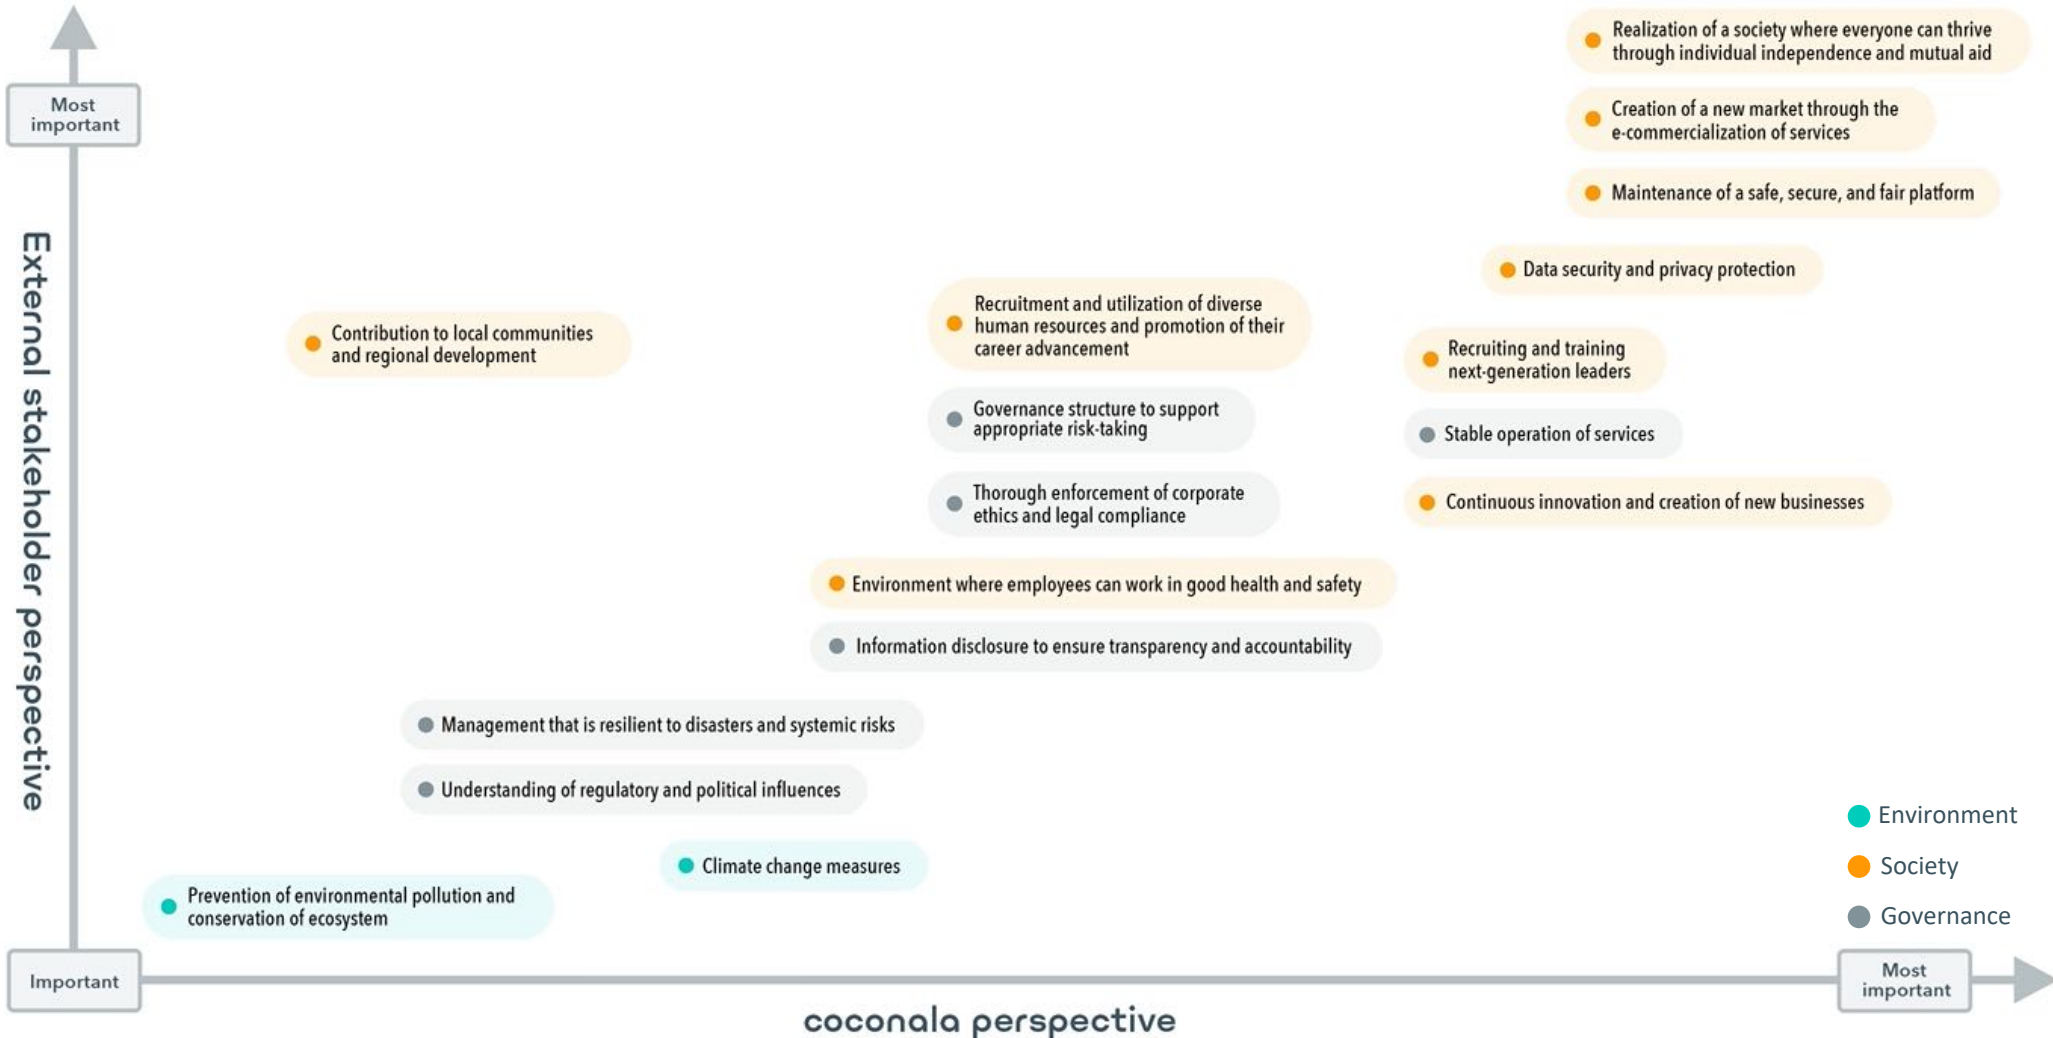 Realization of a society where everyone can thrive
through individual independence and mutual aid
Most
important
Creation of a new market through the
e-commercialization of services
Maintenance of a safe, secure, and fair platform
External stakeholder perspective
Data security and privacy protection
Recruitment and utilization of diverse
human resources and promotion of their
career advancement
Contribution to local communities
and regional development
Recruiting and training
next-generation leaders
Governance structure to support
appropriate risk-taking
Stable operation of services
Thorough enforcement of corporate
ethics and legal compliance
Continuous innovation and creation of new businesses
Environment where employees can work in good health and safety
Information disclosure to ensure transparency and accountability
Management that is resilient to disasters and systemic risks
Understanding of regulatory and political influences
Environment
Climate change measures
Society
Prevention of environmental pollution and
conservation of ecosystem
Governance
Important
Most
important
coconala perspective